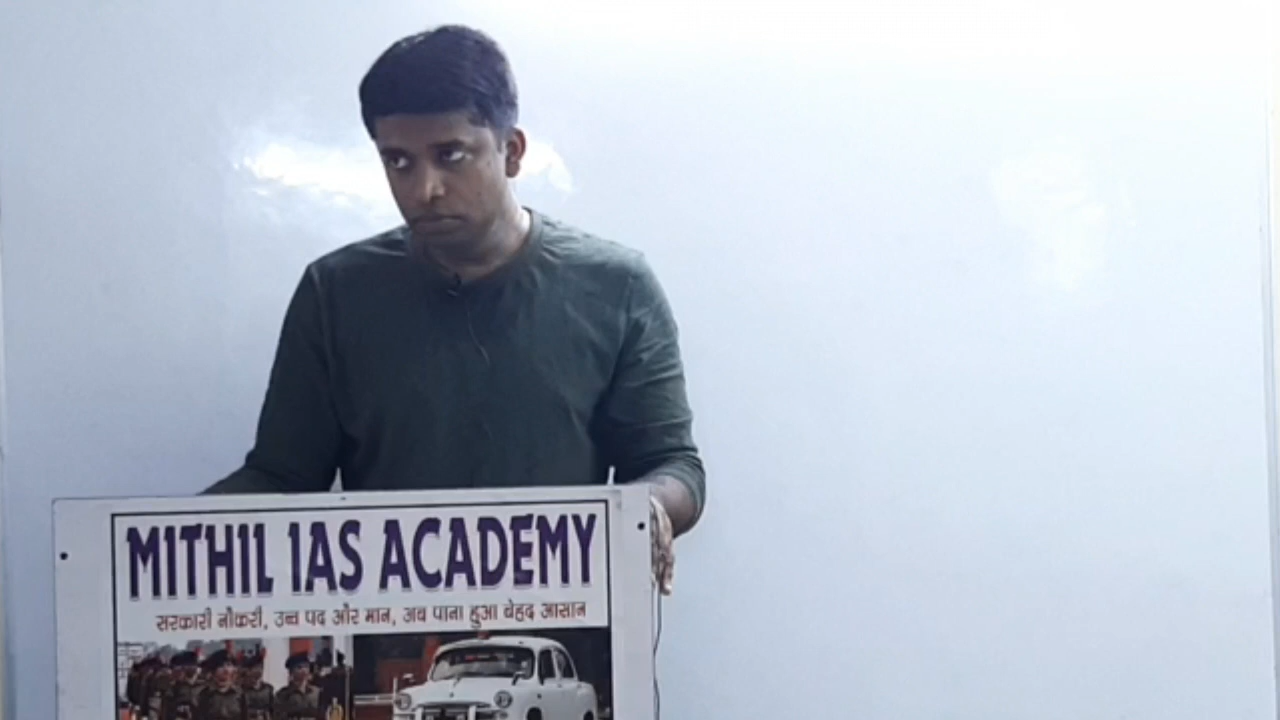 MITHIL IAS ACADEMY
सरकारी नौकरी, उच्च पद और मान, अब पाना हुआ बेहद आसान